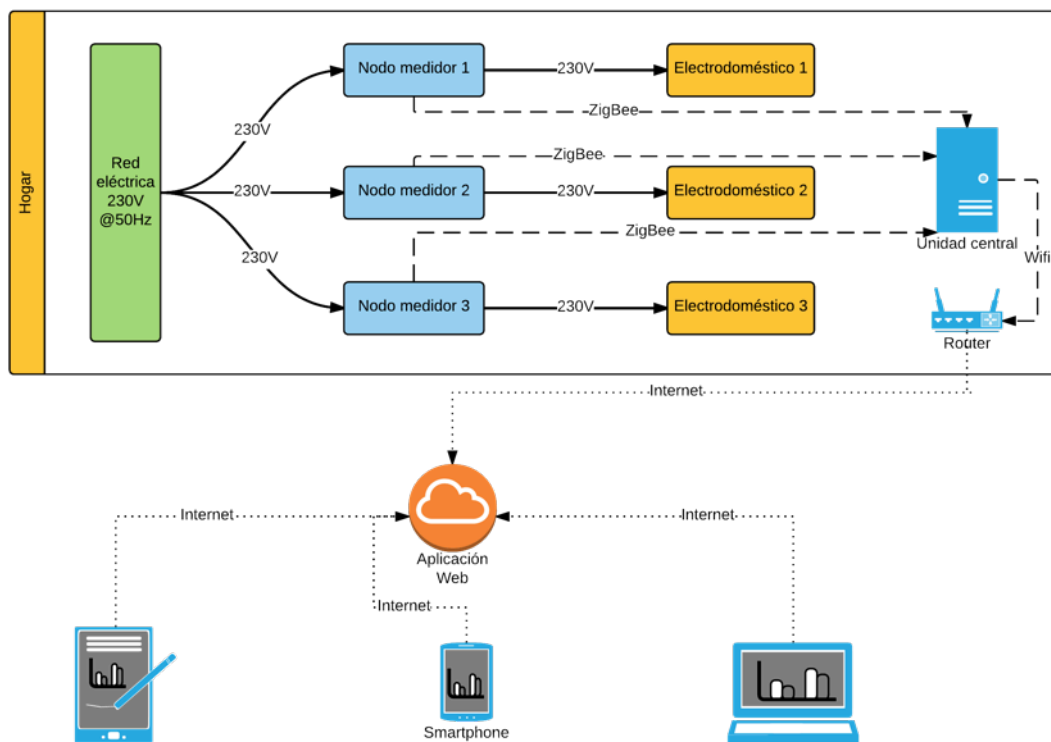 Hogar
Red
eléctrica
230V
@50Hz
230V
230V
230V
Nodo medidor 1
230V
Electrodoméstico 1
ZigBee
ZigBee
Nodo medidor 2
230V
Electrodoméstico 2
ZigBee
Nodo medidor 3
230V
Electrodoméstico 3
Unidad central
Wifi
Router
Internet
Aplicación
Web
Internet
Internet
Internet
Smartphone